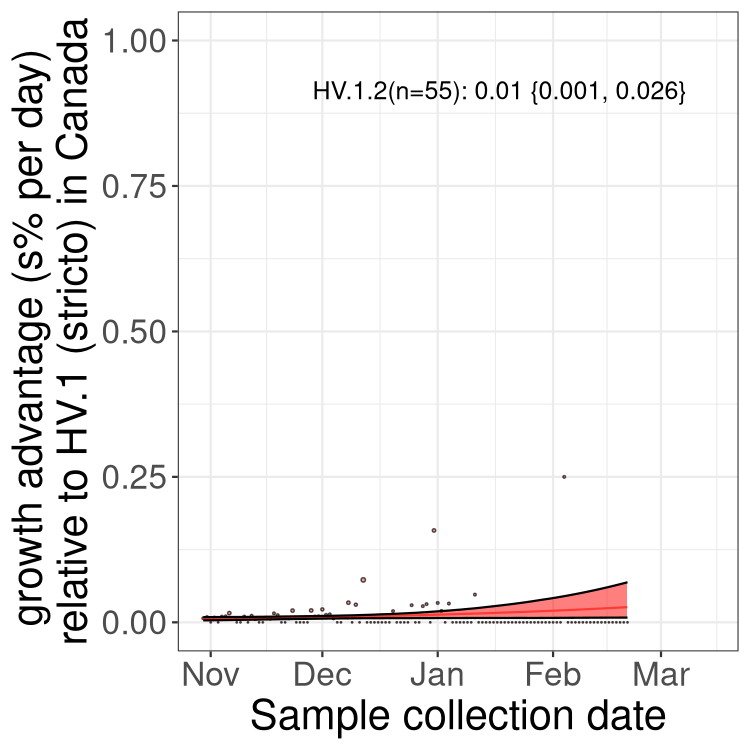 growth advantage (s% per day)
relative to HV.1 (stricto) in Canada
1.00
0.75
0.50
0.25
0.00
HV.1.2(n=55): 0.01 {0.001, 0.026}
Nov Dec Jan Feb Mar
Sample collection date